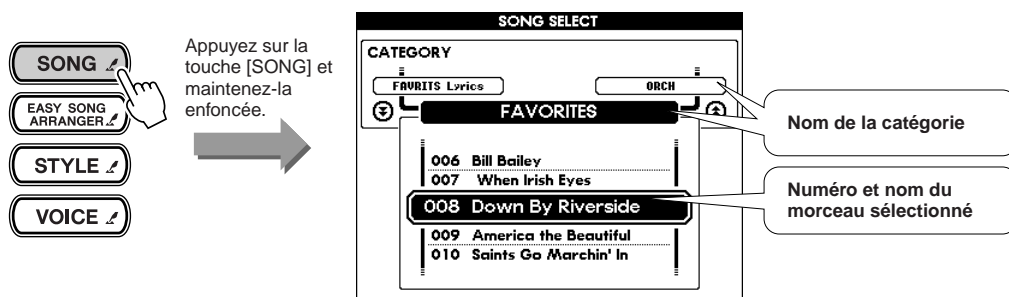 SONG
EASY SONG
ARRANGER
STYLE
VOICE
Appuyez sur la
touche [SONG] et
maintenez-la
enfoncée.
SONG SELECT
CATEGORY
FAVRITS Lyrics
ORCH
FAVORITES
006 Bill Bailey
007 When Irish Eyes
008 Down By Riverside
009 America the Beautiful
010 Saints Go Marchin' In
Nom de la catégorie
Numéro et nom du
morceau sélectionné